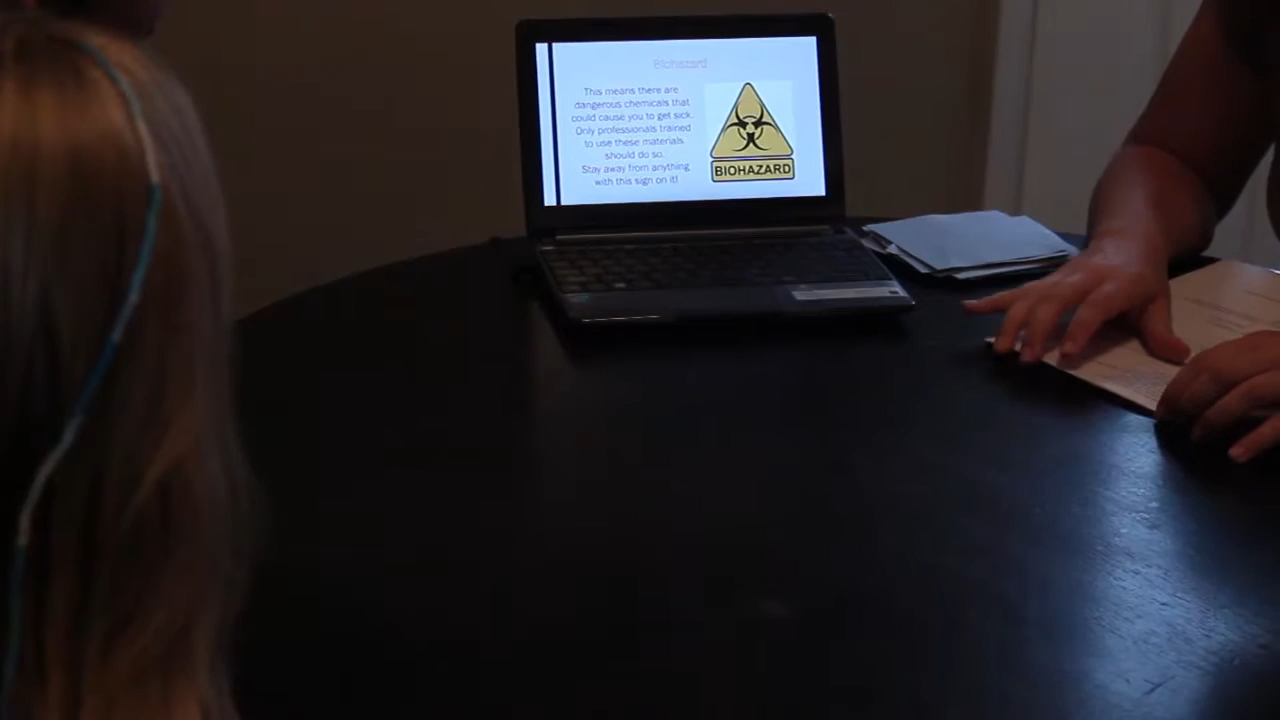 Biohazard
This means there are
dangerous chemicals that
could cause you to get sick.
Only professionals trained
to use these materials
should do so.
Stay away from anything
with this sign on it!
BIOHAZARD